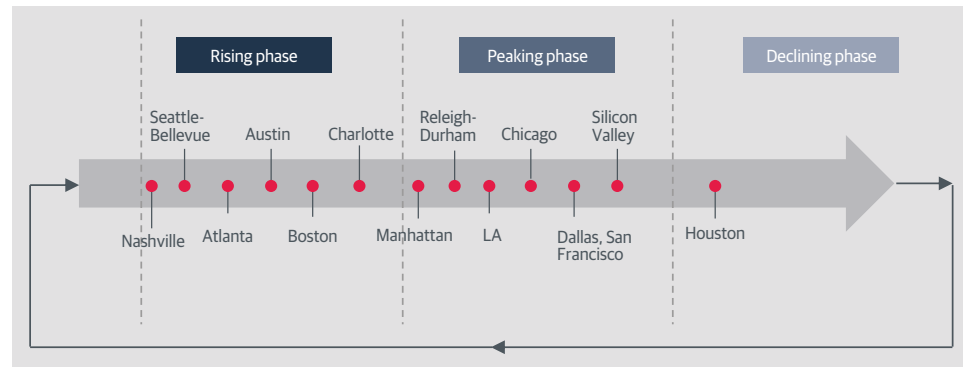 Rising phase
Peaking phase
Declining phase
Seattle-
Bellevue
Austin
Charlotte
Releigh-
Durham
Chicago
Silicon
Valley
Nashville
Atlanta
Boston
Manhattan
LA
Dallas, San
Francisco
Houston